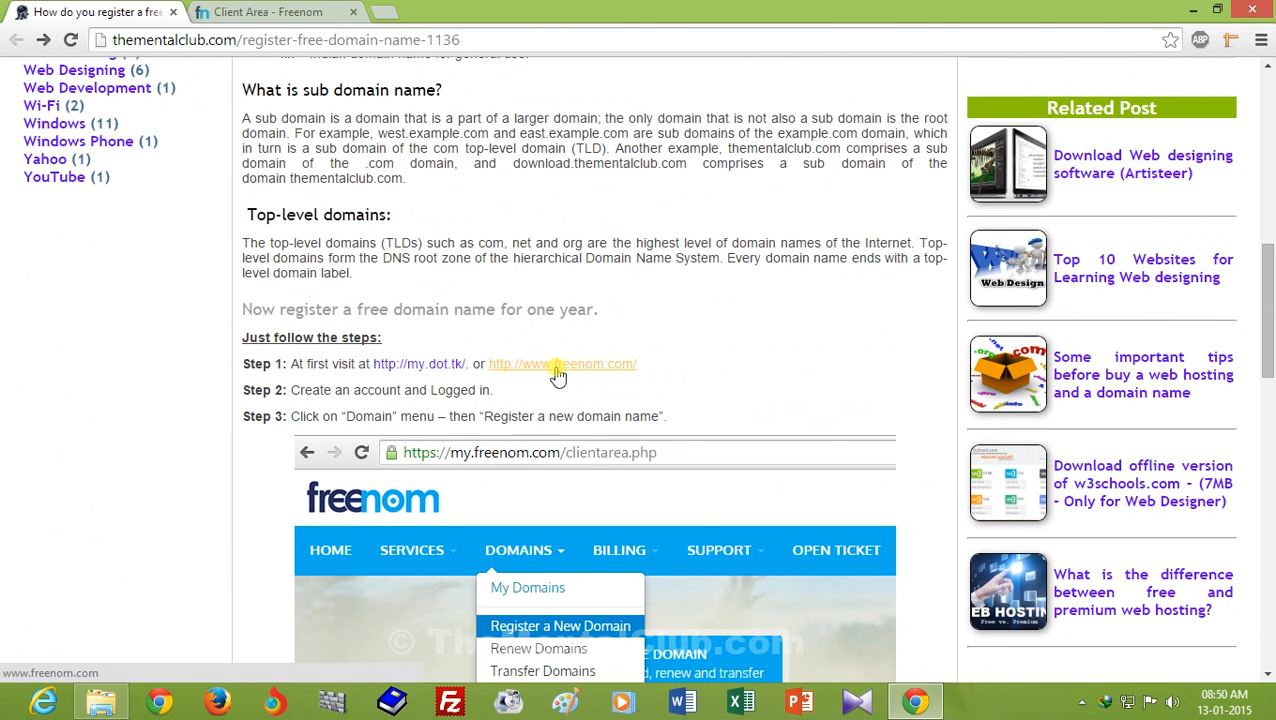 How do you register a free
Client Area - Freenom
themetalclub.com/register-free-domain-name-1136
ABP
Web Designing (6)
Web Development (1)
Wi-Fi (2)
Windows (11)
Windows Phone (1)
Yahoo (1)
YouTube (1)
What is sub domain name?
A sub domain is a domain that is a part of a larger domain; the only domain that is not also a sub domain is the root
domain. For example, west.example.com and east.example.com are sub domains of the example.com domain, which
in turn is a sub domain of the com top-level domain (TLD). Another example, thementalclub.com comprises a sub
domain of the .com domain, and download.thementalclub.com comprises a sub domain of the
domain thementalclub.com.
Top-level domains:
The top-level domains (TLDs) such as com, net and org are the highest level of domain names of the Internet. Top-
level domains form the DNS root zone of the hierarchical Domain Name System. Every domain name ends with a top-
level domain label.
Now register a free domain name for one year.
Just follow the steps:
Step 1: At first visit at http://my.dot.tk/. or http://www.freenom.com/
Step 2: Create an account and Logged in.
Step 3: Click on “Domain” menu – then “Register a new domain name”.
https://my.freenom.com/clientarea.php
freenom
HOME SERVICES DOMAINS BILLING SUPPORT OPEN TICKET
My Domains
Register a New Domain
© TheMentalClub.com
Renew Domains
E DOMAIN
Transfer Domains
d, renew and transfer
Related Post
Download Web designing
software (Artisteer)
Top 10 Websites for
Learning Web designing
Web Design
Some important tips
before buy a web hosting
and a domain name
Download offline version
of w3schools.com - (7MB
- Only for Web Designer)
What is the difference
between free and
premium web hosting?
www.freenom.com
08:50 AM
13-01-2015